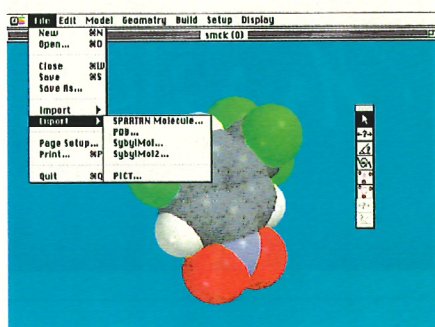 File Edit Model Geometry Build Setup Display
smck (0)
New ⌘N
Open... ⌘O
Close ⌘W
Save ⌘S
Save As...
Import
Export
Page Setup...
Print... ⌘P
Quit ⌘Q
SPARTAN Molecule...
PDB...
SybylMol...
SybylMol2...
PICT...